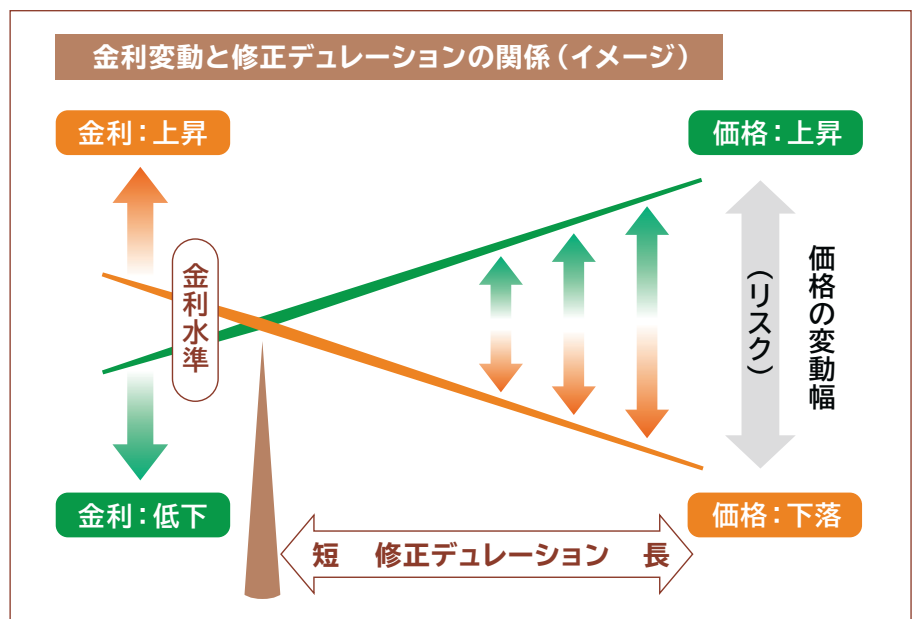 金利変動と修正デュレーションの関係（イメージ）
金利：上昇
価格：上昇
金利水準
価格の変動幅
（リスク）
金利：低下
価格：下落
短 修正デュレーション 長